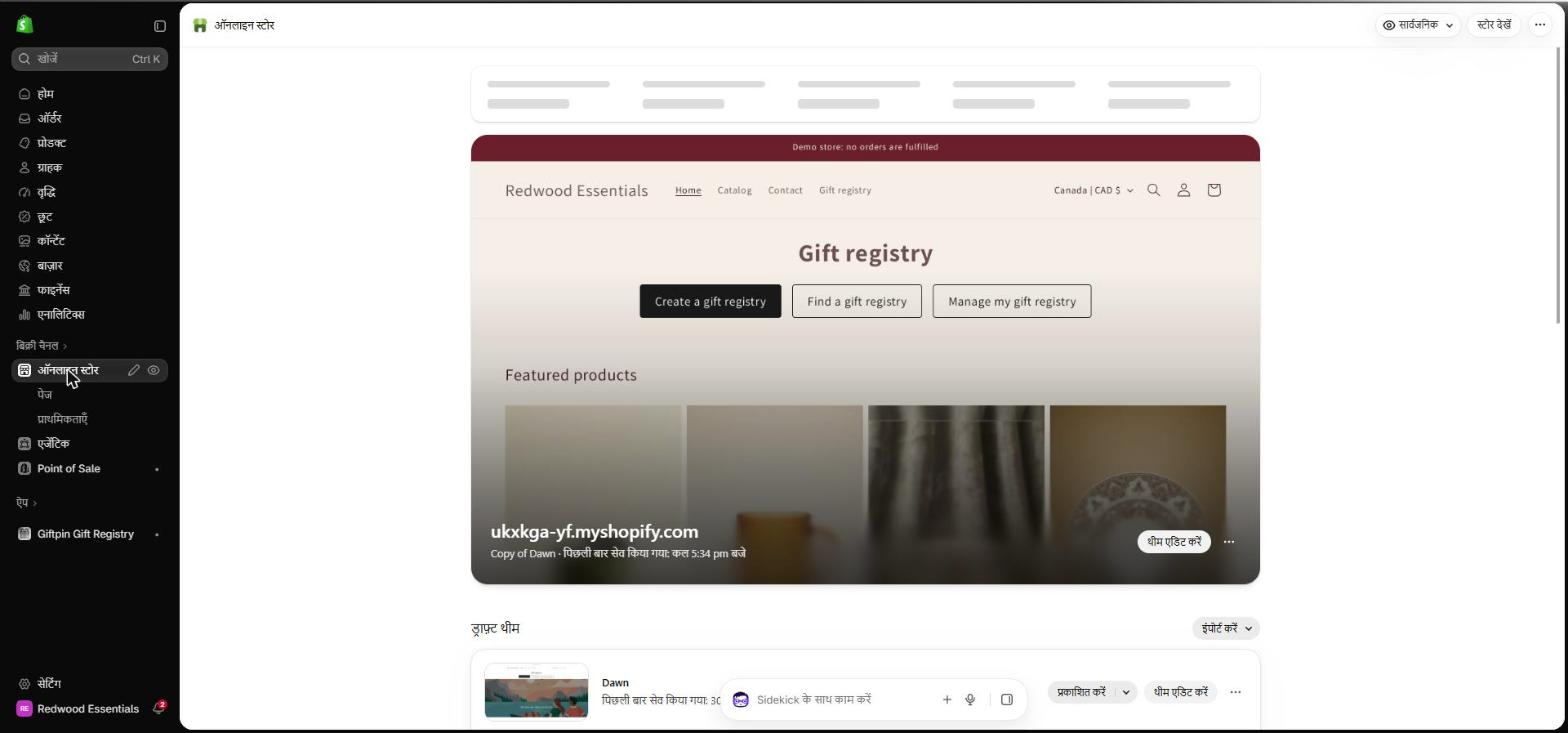 ऑनलाइन स्टोर
सार्वजनिक
स्टोर देखें
खोजें
Ctrl K
होम
ऑर्डर
प्रोडक्ट
ग्राहक
वृद्धि
छूट
कॉन्टेंट
बाज़ार
फाइनेंस
एनालिटिक्स
बिक्री चैनल
ऑनलाइन स्टोर
पेज
प्राथमिकताएँ
एजेंटिक
Point of Sale
ऐप
Giftpin Gift Registry
सेटिंग
RE Redwood Essentials 2
Demo store: no orders are fulfilled
Redwood Essentials Home Catalog Contact Gift registry Canada | CAD $
Gift registry
Create a gift registry Find a gift registry Manage my gift registry
Featured products
ukxkga-yf.myshopify.com
Copy of Dawn · पिछली बार सेव किया गया: कल 5:34 pm बजे
थीम एडिट करें
ड्राफ़्ट थीम
इंपोर्ट करें
Dawn
पिछली बार सेव किया गया: 30
Sidekick के साथ काम करें
प्रकाशित करें
थीम एडिट करें